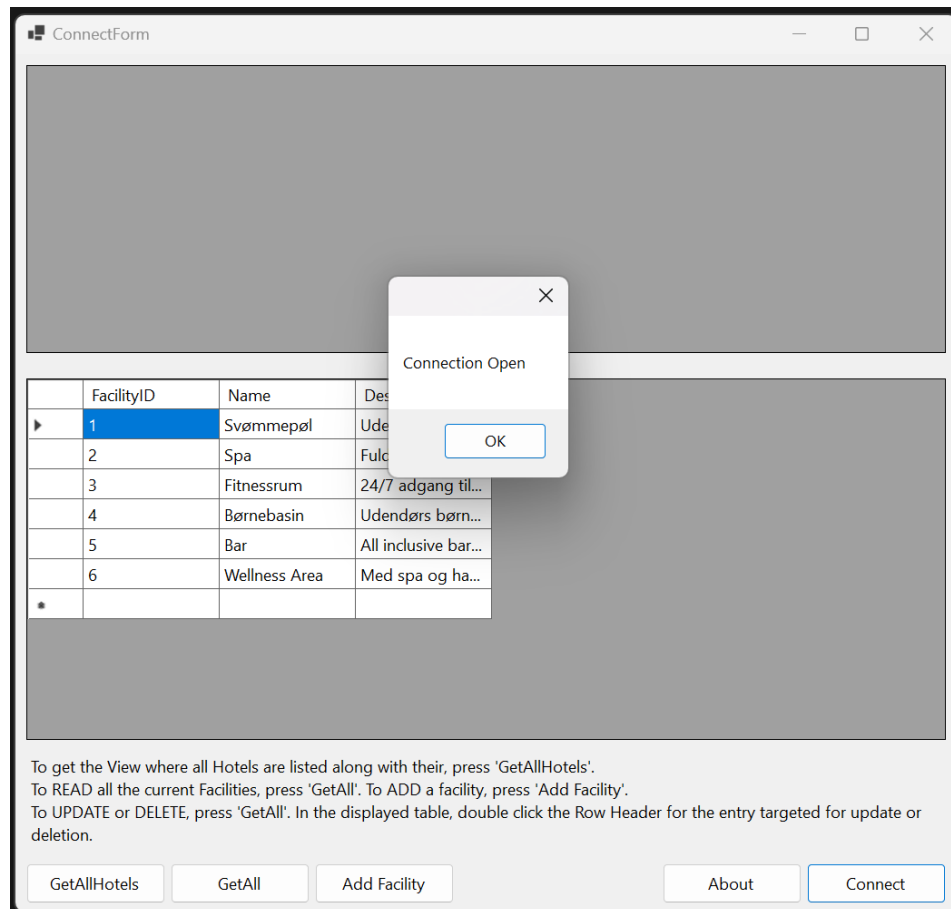 ConnectForm
Connection Open
OK
FacilityID Name
1 Svømmepøl
2 Spa
3 Fitnessrum 24/7 adgang til...
4 Børnebasin Udendørs børn...
5 Bar All inclusive bar...
6 Wellness Area Med spa og ha...
To get the View where all Hotels are listed along with their, press 'GetAllHotels'.
To READ all the current Facilities, press 'GetAll'. To ADD a facility, press 'Add Facility'.
To UPDATE or DELETE, press 'GetAll'. In the displayed table, double click the Row Header for the entry targeted for update or
deletion.
GetAllHotels GetAll Add Facility About Connect